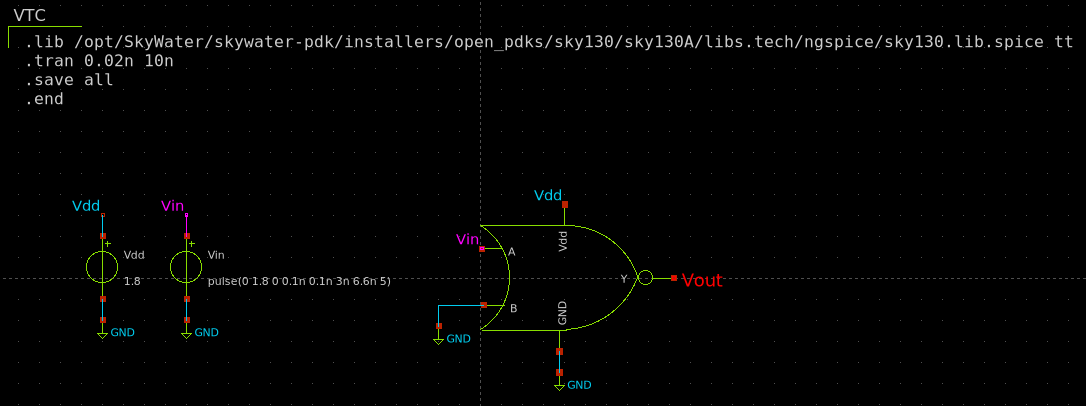 VTC
.lib /opt/SkyWater/skywater-pdk/installers/open_pdks/sky130/sky130A/libs.tech/ngspice/sky130.lib.spice tt
.tran 0.02n 10n
.save all
.end
Vdd
Vin
+
+
Vdd
Vin
1.8
pulse(0 1.8 0 0.1n 0.1n 3n 6.6n 5)
GND
GND
Vdd
Vin
A
Vdd
Y
Vout
B
GND
GND
GND